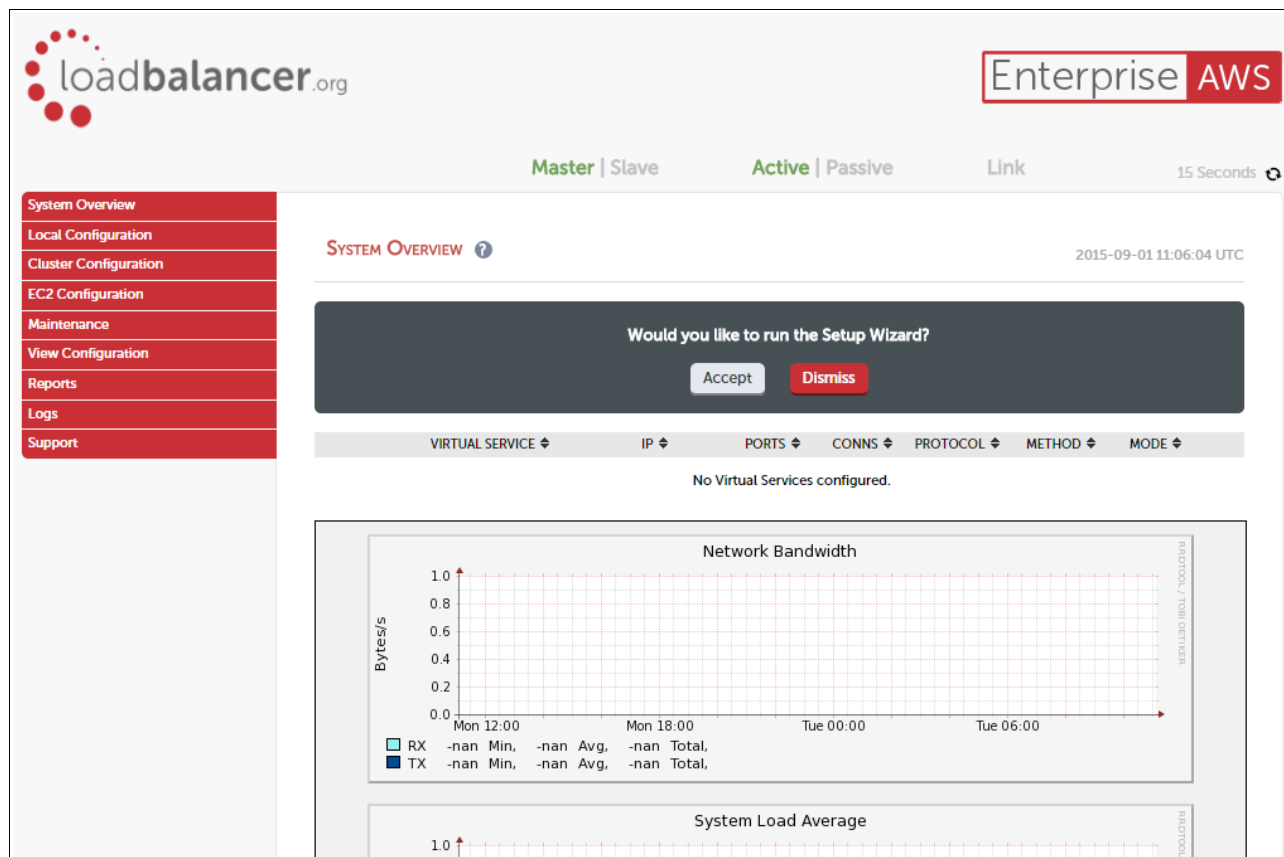 loadbalancer.org
Enterprise AWS
Master | Slave Active | Passive Link 15 Seconds
System Overview
Local Configuration
Cluster Configuration
EC2 Configuration
Maintenance
View Configuration
Reports
Logs
Support
System Overview ? 2015-09-01 11:06:04 UTC
Would you like to run the Setup Wizard?
Accept Dismiss
VIRTUAL SERVICE IP PORTS CONNS PROTOCOL METHOD MODE
No Virtual Services configured.
Network Bandwidth
RRDTOOL / TOBI OETIKER
Bytes/s
1.0
0.8
0.6
0.4
0.2
0.0
Mon 12:00 Mon 18:00 Tue 00:00 Tue 06:00
RX -nan Min, -nan Avg, -nan Total,
TX -nan Min, -nan Avg, -nan Total,
System Load Average
RRDTOOL
1.0